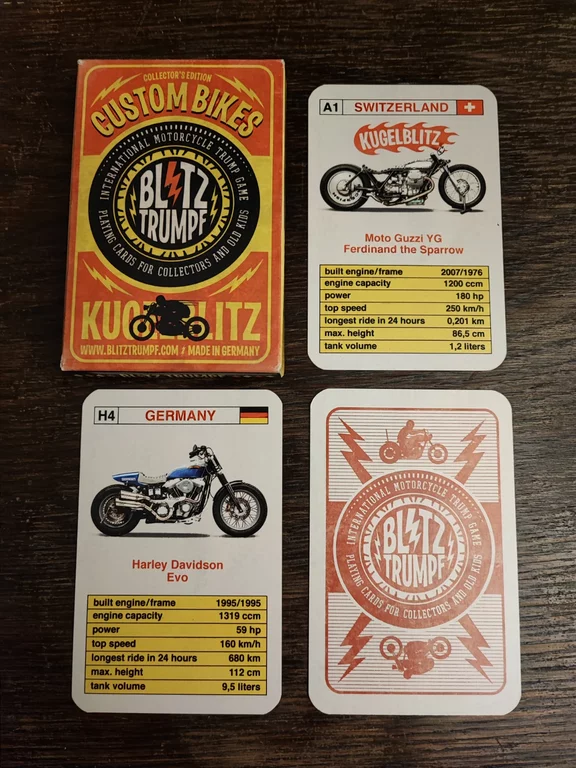 COLLECTOR'S EDITION
CUSTOM BIKES
INTERNATIONAL MOTORCYCLE TRUMP GAME
BLITZ
TRUMPF
PLAYING CARDS FOR COLLECTORS AND OLD KIDS
KUGELBLITZ
WWW.BLITZTRUMPF.COM / MADE IN GERMANY
A1 SWITZERLAND
KUGELBLITZ
Moto Guzzi YG
Ferdinand the Sparrow
built engine/frame 2007/1976
engine capacity 1200 ccm
power 180 hp
top speed 250 km/h
longest ride in 24 hours 0,201 km
max. height 86,5 cm
tank volume 1,2 liters
H4 GERMANY
Harley Davidson
Evo
built engine/frame 1995/1995
engine capacity 1319 ccm
power 59 hp
top speed 160 km/h
longest ride in 24 hours 680 km
max. height 112 cm
tank volume 9,5 liters
INTERNATIONAL MOTORCYCLE TRUMP GAME
BLITZ
TRUMPF
PLAYING CARDS FOR COLLECTORS AND OLD KIDS